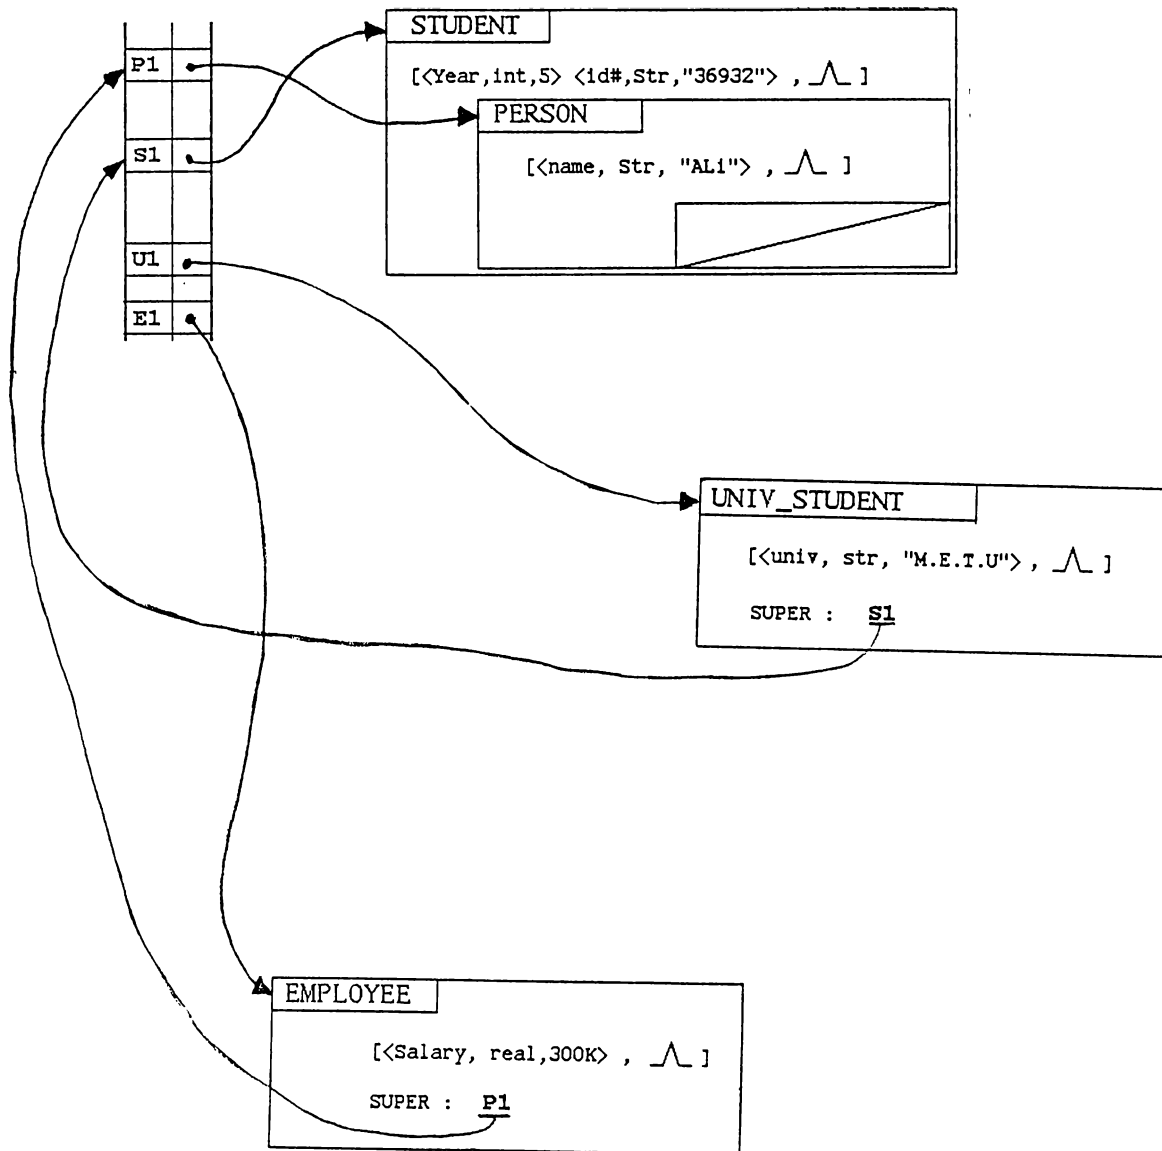 P1
S1
U1
E1
STUDENT
[<Year,int,5> <id#,Str,"36932"> , ]
PERSON
[<name, Str, "ALi"> , ]
UNIV_STUDENT
[<univ, str, "M.E.T.U"> , ]
SUPER : S1
EMPLOYEE
[<Salary, real,300K> , ]
SUPER : P1